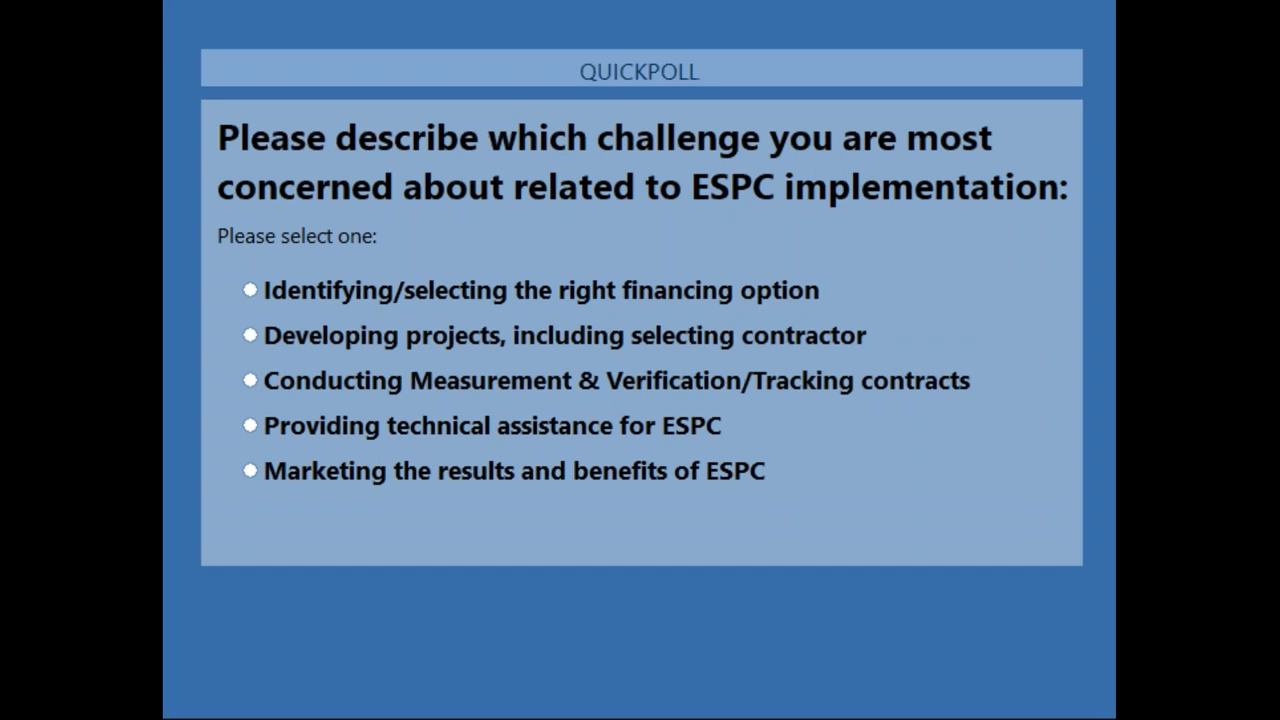 QUICKPOLL
Please describe which challenge you are most
concerned about related to ESPC implementation:
Please select one:
Identifying/selecting the right financing option
Developing projects, including selecting contractor
Conducting Measurement & Verification/Tracking contracts
Providing technical assistance for ESPC
Marketing the results and benefits of ESPC